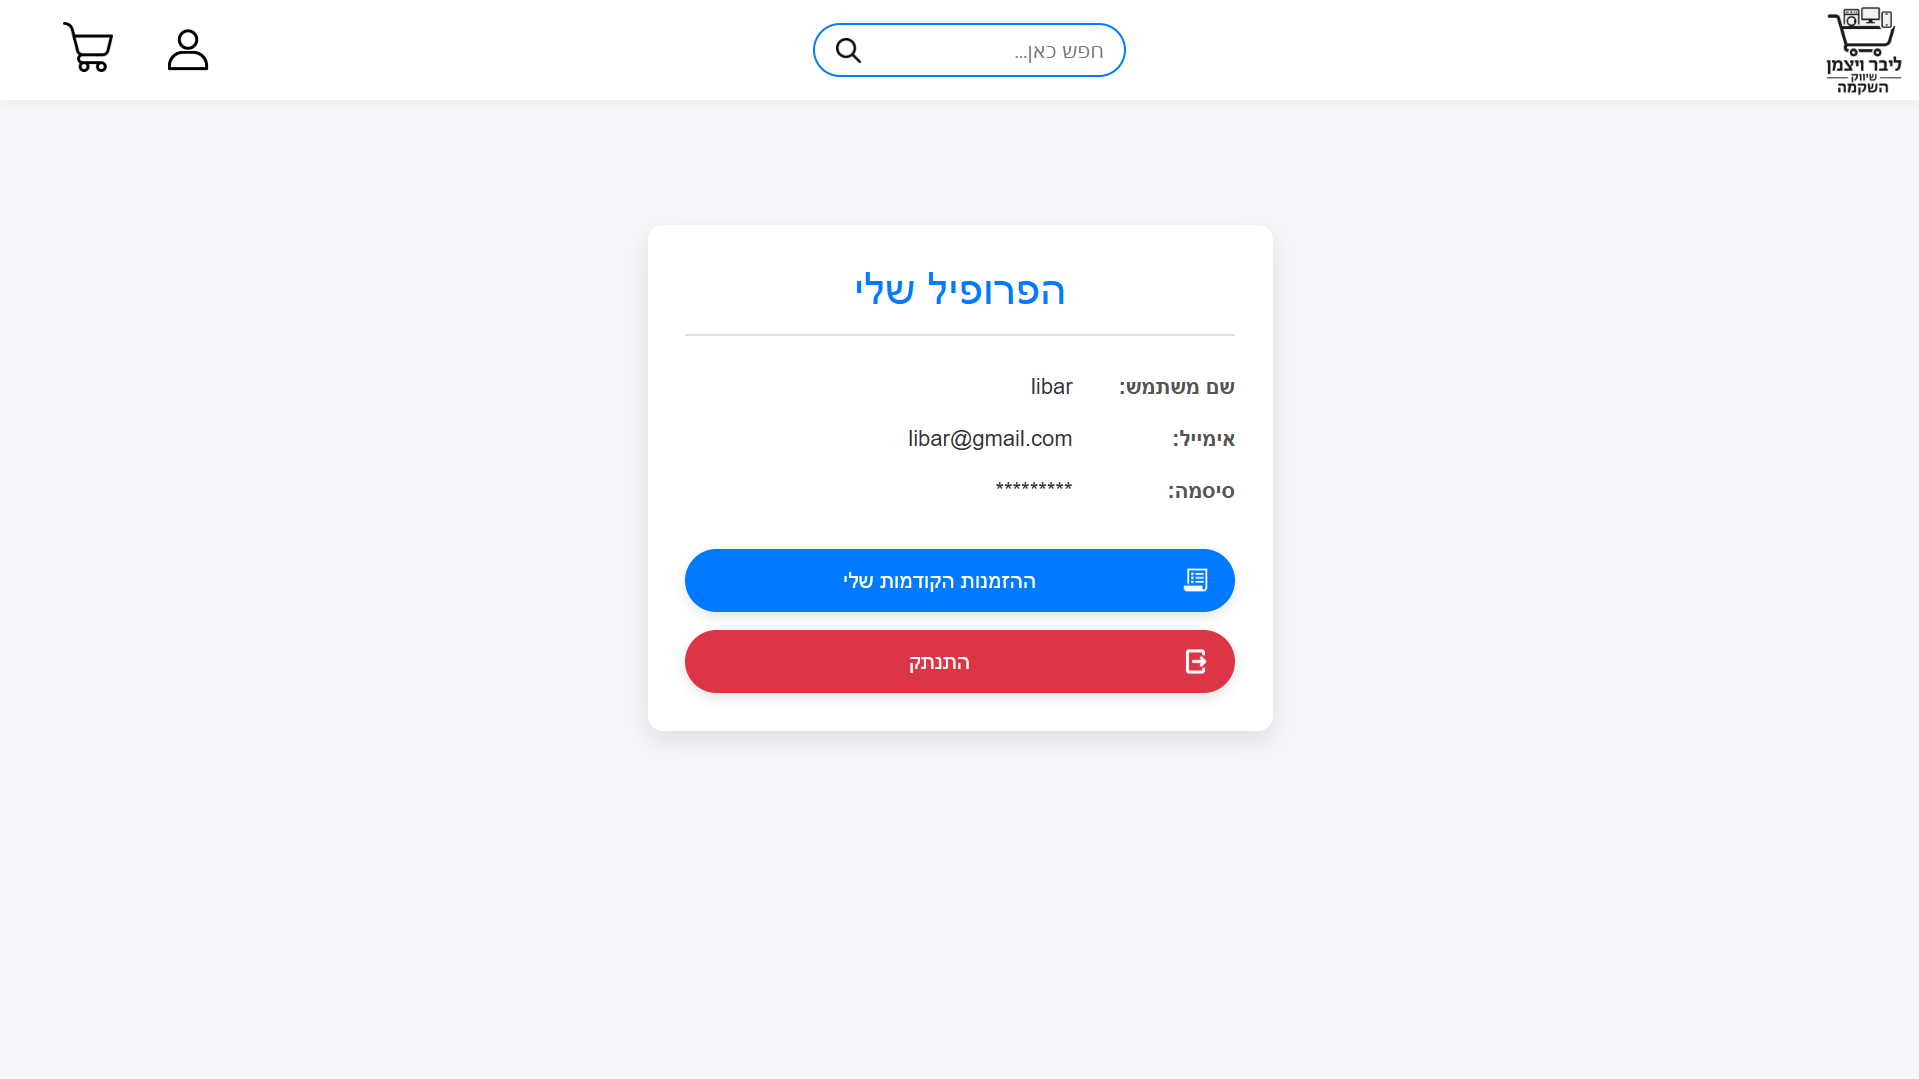 חפש כאן...
ליבר ויצמן
שיווק
השקמה
הפרופיל שלי
שם משתמש: libar
אימייל: libar@gmail.com
סיסמה: *********
ההזמנות הקודמות שלי
התנתק